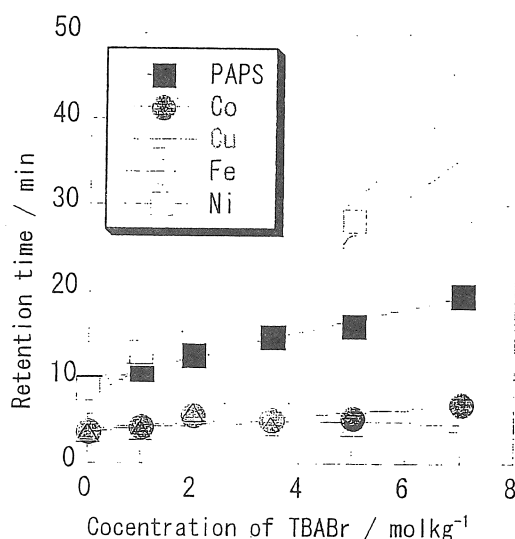 50
40
30
20
10
0
Retention time / min
PAPS
Co
Cu
Fe
Ni
0 2 4 6 8
Cocentration of TBABr / molkg⁻¹